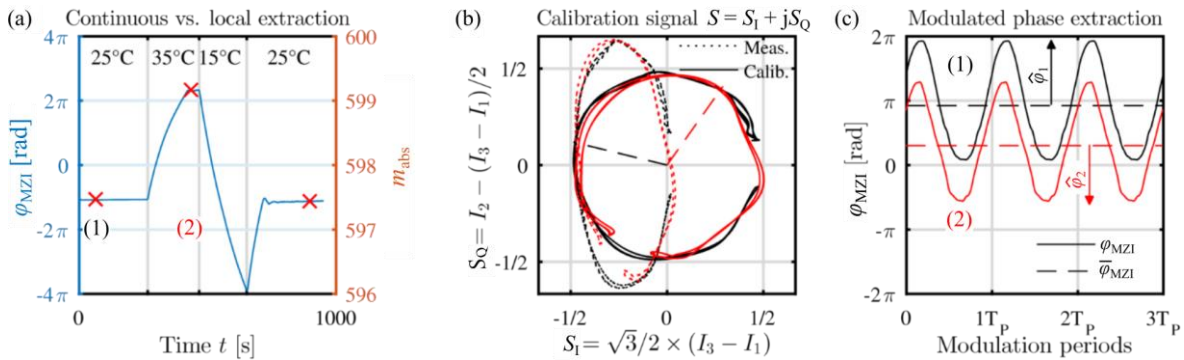 (a) Continuous vs. local extraction
4π
2π
0
-2π
-4π
φMZI [rad]
25°C 35°C 15°C 25°C
(1) (2)
600
599
598
597
596
mabs
0 1000
Time t [s]
(b) Calibration signal S = SI + jSQ
Meas.
Calib.
1/2
0
-1/2
SQ = I2 − (I3 − I1)/2
-1/2 0 1/2
SI = √3/2 × (I3 − I1)
(c) Modulated phase extraction
2π
π
0
-π
-2π
φMZI [rad]
(1)
φ̂1
φ̂2
(2)
φMZI
φ̅MZI
0 1TP 2TP 3TP
Modulation periods